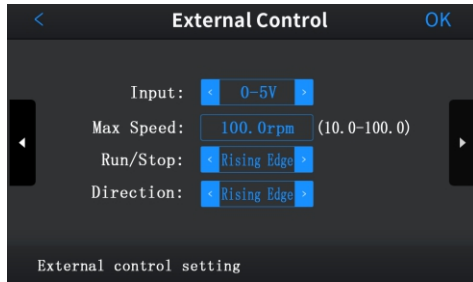 External Control OK
Input: 0-5V
Max Speed: 100.0rpm (10.0-100.0)
Run/Stop: Rising Edge
Direction: Rising Edge
External control setting